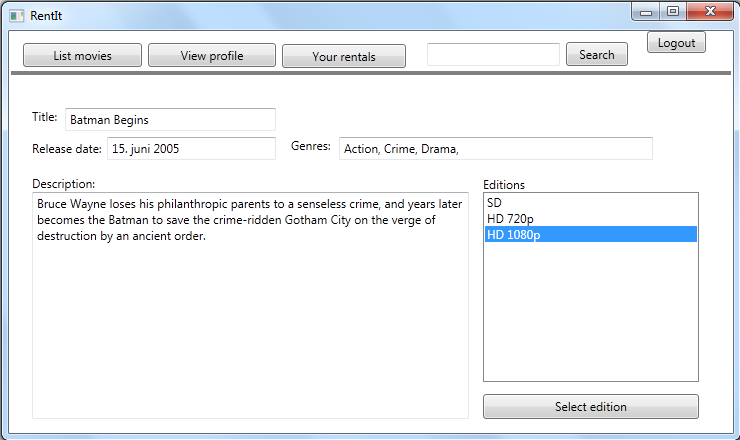 RentIt
List movies View profile Your rentals Search Logout
Title: Batman Begins
Release date: 15. juni 2005 Genres: Action, Crime, Drama,
Description: Editions
Bruce Wayne loses his philanthropic parents to a senseless crime, and years later
becomes the Batman to save the crime-ridden Gotham City on the verge of
destruction by an ancient order.
SD
HD 720p
HD 1080p
Select edition